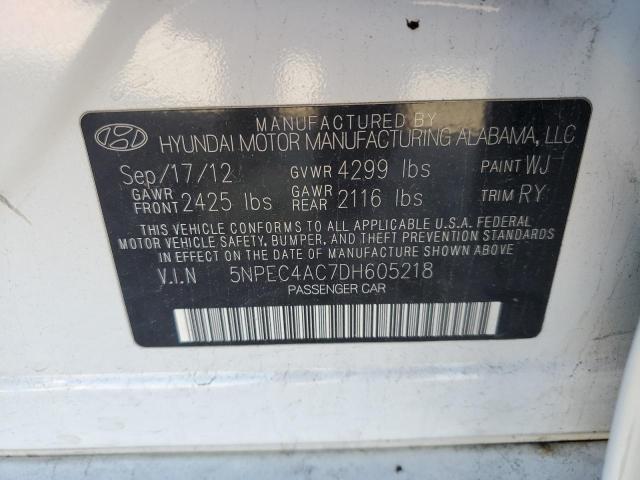 MANUFACTURED BY
HYUNDAI MOTOR MANUFACTURING ALABAMA, LLC
Sep/17/12 GVWR 4299 lbs PAINT WJ
GAWR FRONT 2425 lbs GAWR REAR 2116 lbs TRIM RY
THIS VEHICLE CONFORMS TO ALL APPLICABLE U.S.A. FEDERAL
MOTOR VEHICLE SAFETY, BUMPER, AND THEFT PREVENTION STANDARDS
IN EFFECT ON THE DATE OF MANUFACTURE SHOWN ABOVE.
V.I.N 5NPEC4AC7DH605218
PASSENGER CAR